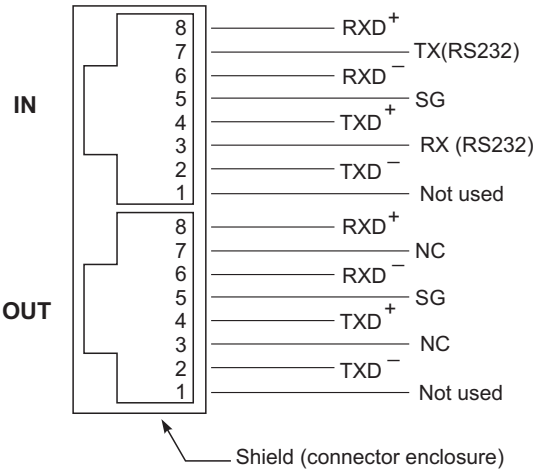 IN
8 RXD+
7 TX(RS232)
6 RXD−
5 SG
4 TXD+
3 RX (RS232)
2 TXD−
1 Not used
OUT
8 RXD+
7 NC
6 RXD−
5 SG
4 TXD+
3 NC
2 TXD−
1 Not used
Shield (connector enclosure)